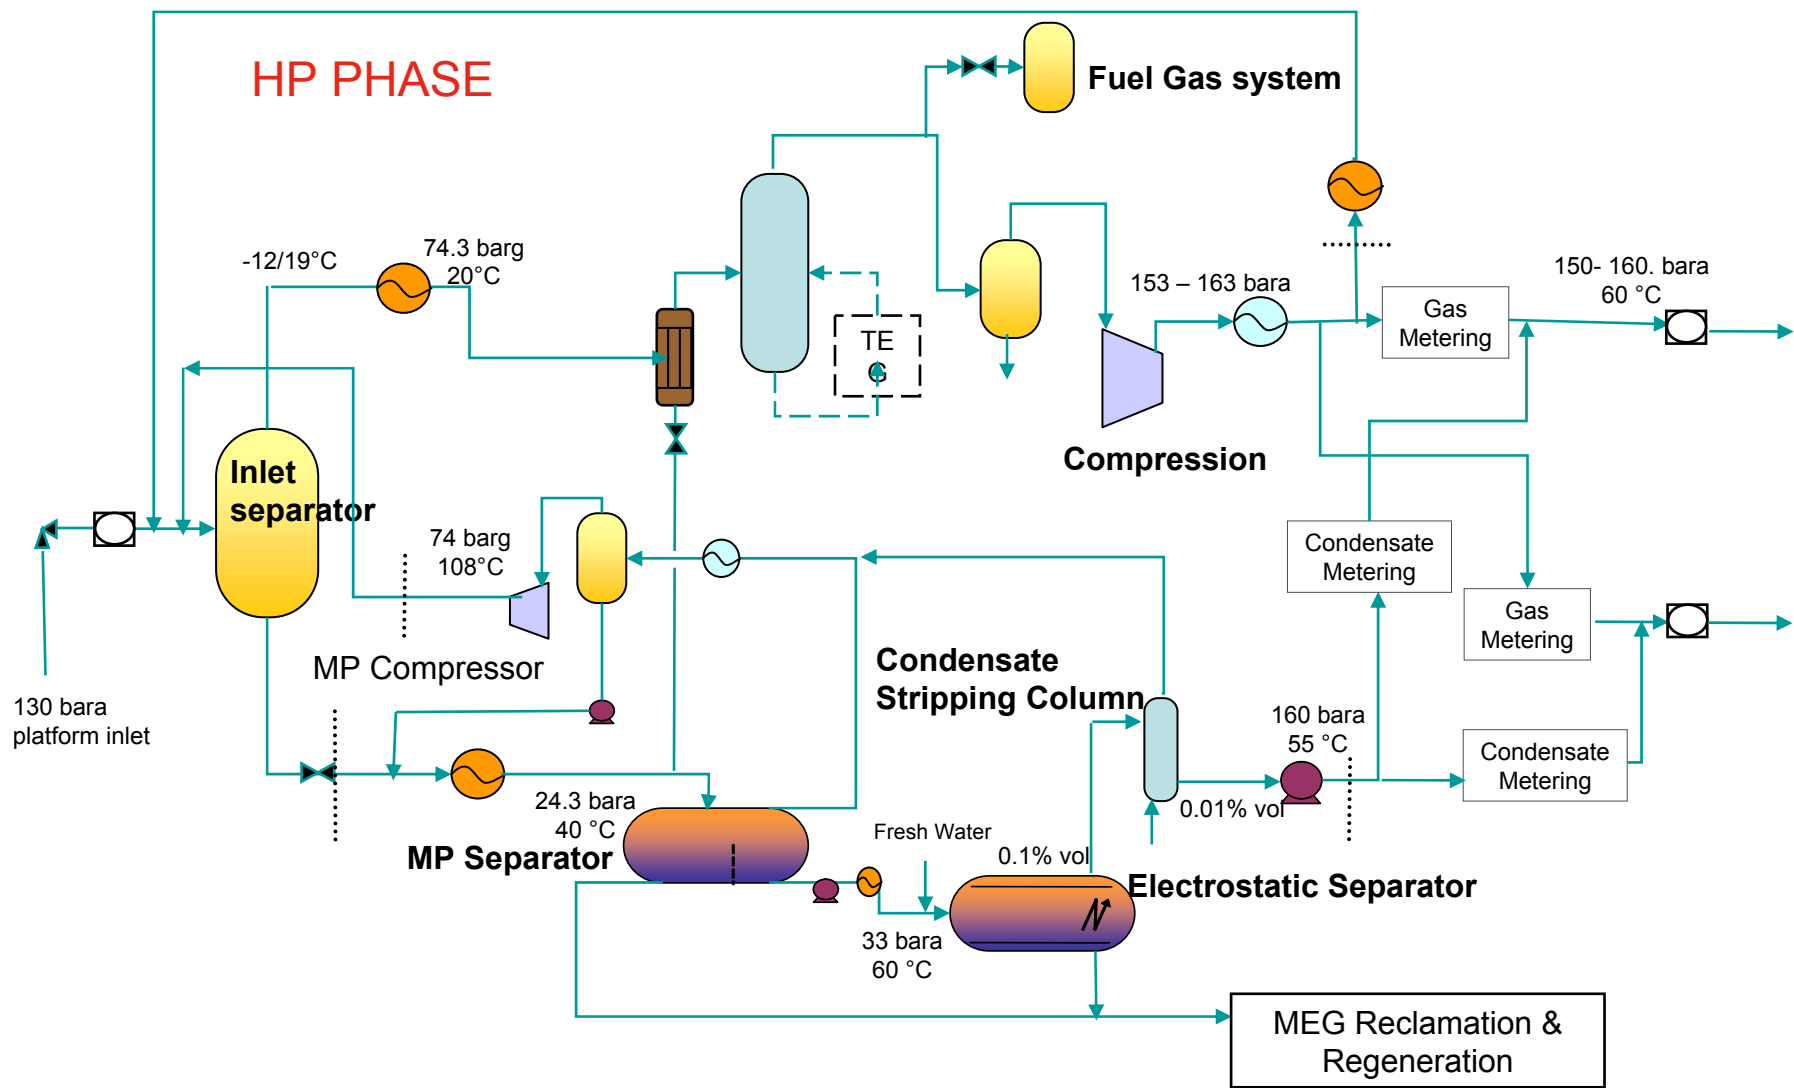 HP PHASE
Fuel Gas system
-12/19°C
74.3 barg
20°C
153 – 163 bara
150- 160. bara
60 °C
Gas
Metering
TE
G
Compression
Inlet
separator
74 barg
108°C
Condensate
Metering
Gas
Metering
MP Compressor
Condensate
Stripping Column
130 bara
platform inlet
160 bara
55 °C
Condensate
Metering
24.3 bara
40 °C
MP Separator
0.01% vol
Fresh Water
0.1% vol
Electrostatic Separator
33 bara
60 °C
MEG Reclamation &
Regeneration